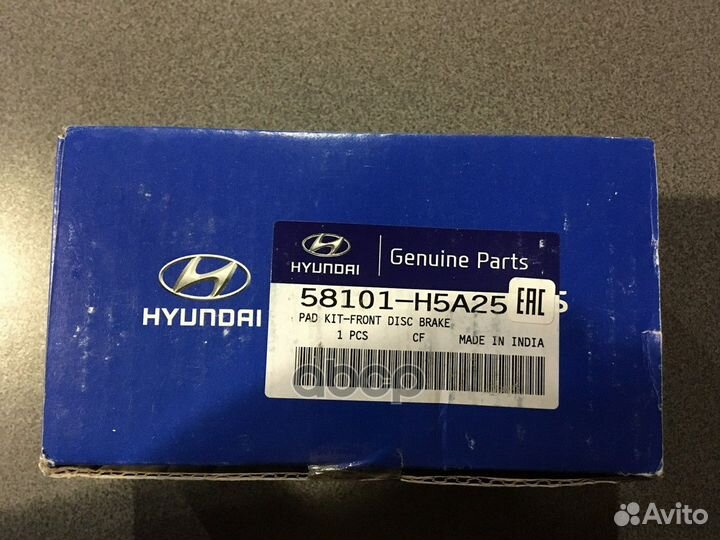 HYUNDAI
HYUNDAI
Genuine Parts
E
58101-H5A25
EAC
S
PAD KIT-FRONT DISC BRAKE
1 PCS CF MADE IN INDIA
abcp
Avito